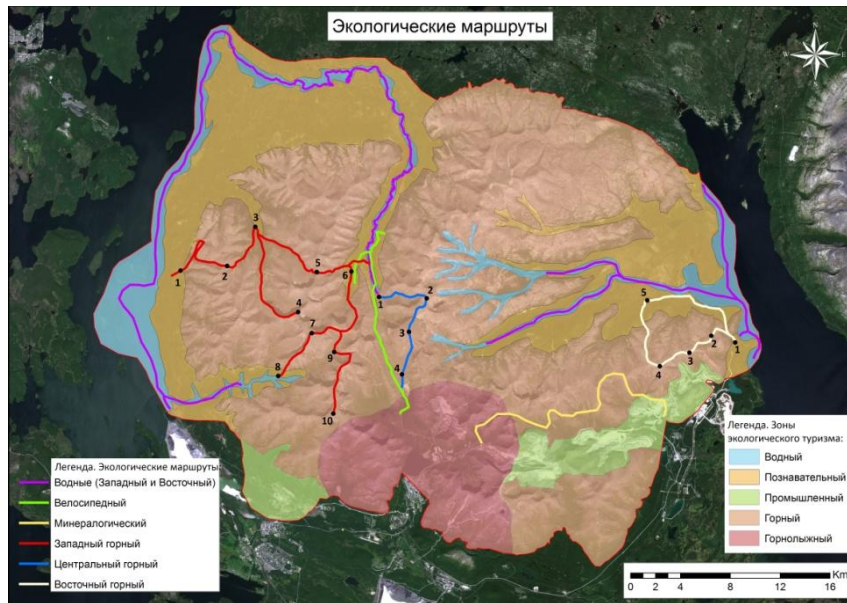 Экологические маршруты
N
W E
S
3
1
2
5
6
4
7
8
9
10
1
2
3
4
5
2
1
3
4
Легенда. Экологические маршруты:
Водные (Западный и Восточный)
Велосипедный
Минералогический
Западный горный
Центральный горный
Восточный горный
Легенда. Зоны
экологического туризма:
Водный
Познавательный
Промышленный
Горный
Горнолыжный
Km
0 2 4 8 12 16